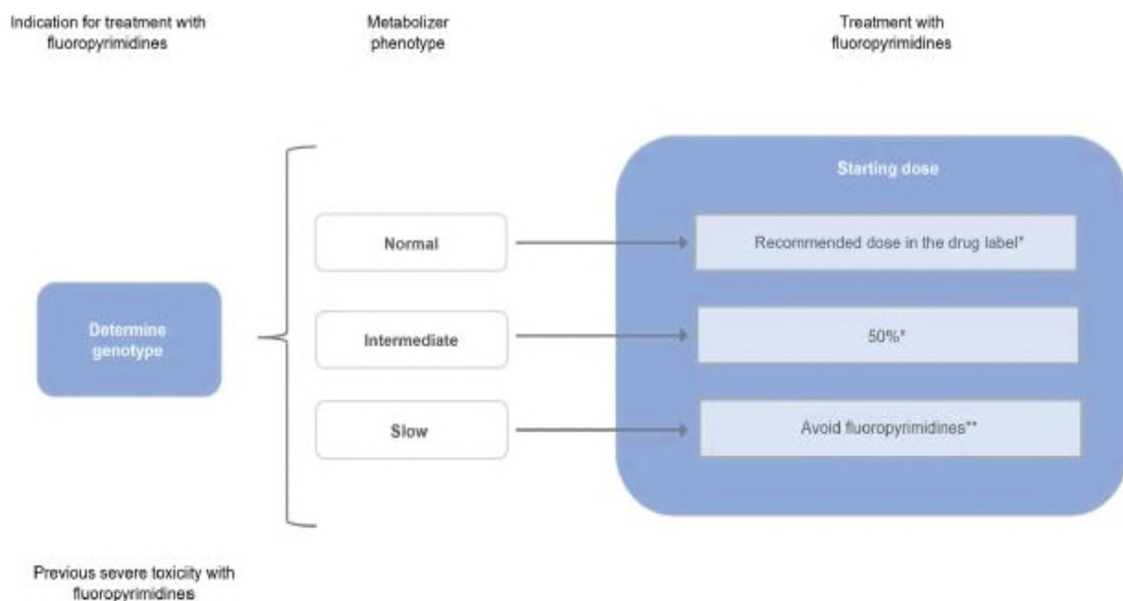 Indication for treatment with
fluoropyrimidines
Metabolizer
phenotype
Treatment with
fluoropyrimidines
Starting dose
Normal
Recommended dose in the drug label*
Determine
genotype
Intermediate
50%*
Slow
Avoid fluoropyrimidines**
Previous severe toxicity with
fluoropyrimidines